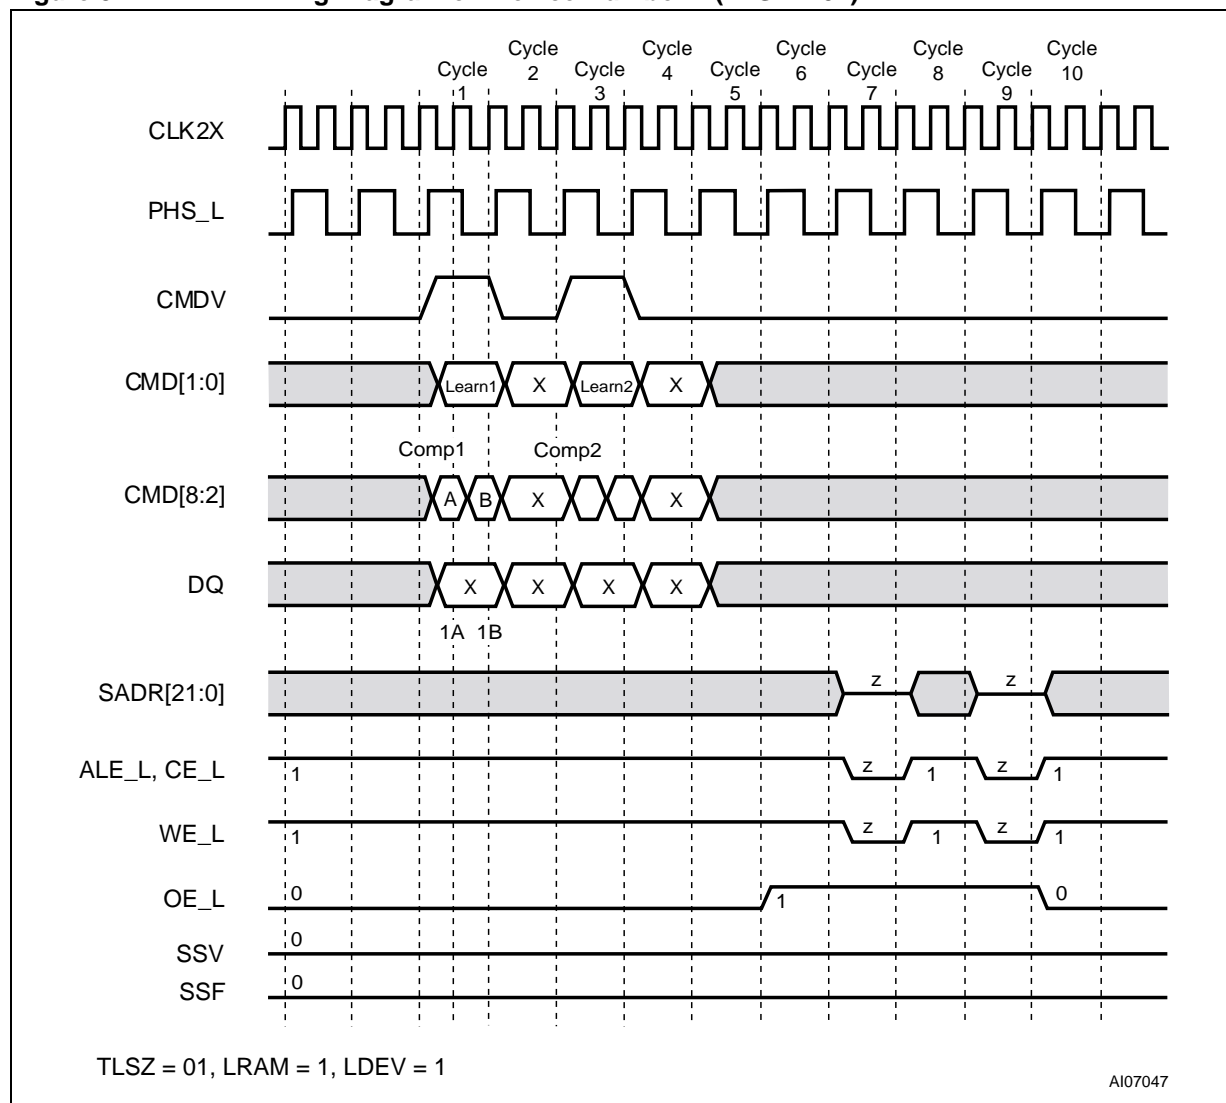 Cycle 1
Cycle 2
Cycle 3
Cycle 4
Cycle 5
Cycle 6
Cycle 7
Cycle 8
Cycle 9
Cycle 10
CLK2X
PHS_L
CMDV
CMD[1:0]
Learn1 X Learn2 X
Comp1 Comp2
CMD[8:2]
A B X X
DQ
X X X X
1A 1B
SADR[21:0]
z z
ALE_L, CE_L
1 z 1 z 1
WE_L
1 z 1 z 1
OE_L
0 1 0
SSV
0
SSF
0
TLSZ = 01, LRAM = 1, LDEV = 1
AI07047